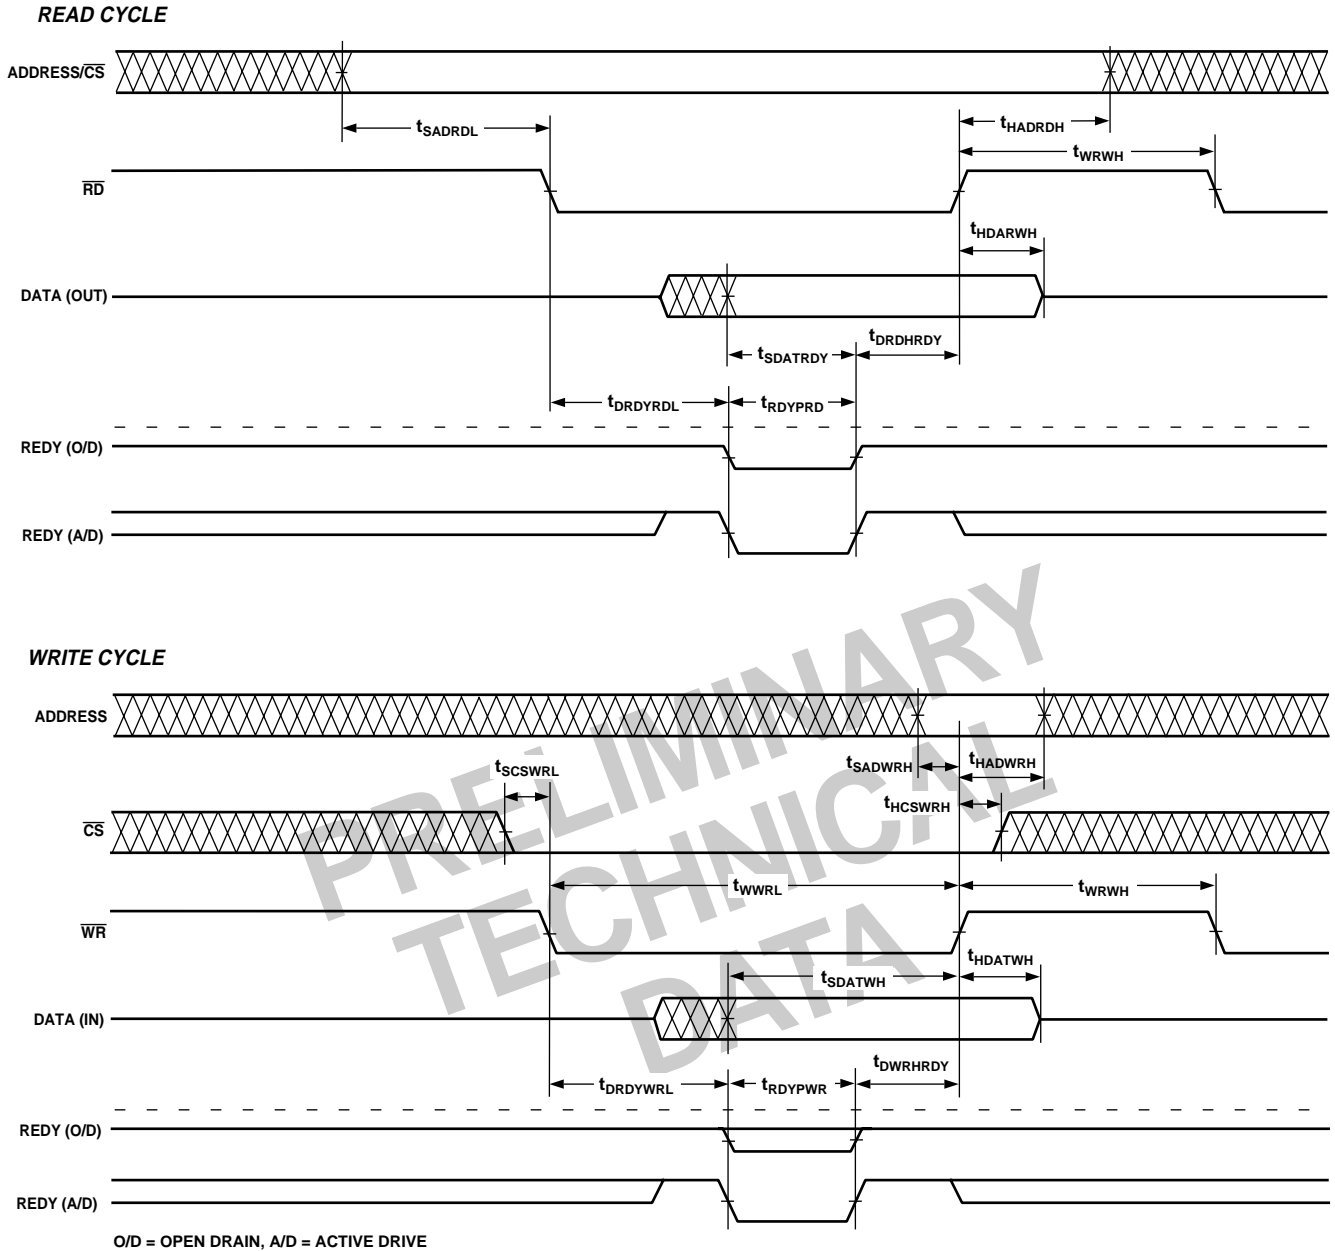 READ CYCLE
ADDRESS/CS
tSADRDL
tHADRDH
tWRWH
RD
tHDARWH
DATA (OUT)
tDRDHRDY
tSDATRDY
tDRDYRDL
tRDYPRD
REDY (O/D)
REDY (A/D)
WRITE CYCLE
PRELIMINARY
TECHNICAL
DATA
ADDRESS
tSADWRH
tHADWRH
tSCSWRL
tHCSWRH
CS
tWWRL
tWRWH
WR
tHDATWH
tSDATWH
DATA (IN)
tDWRHRDY
tDRDYWRL
tRDYPWR
REDY (O/D)
REDY (A/D)
O/D = OPEN DRAIN, A/D = ACTIVE DRIVE